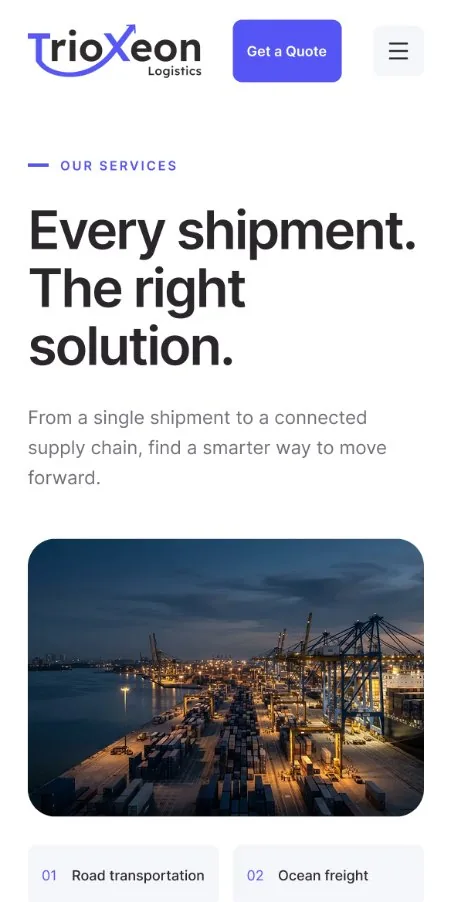 TrioXeon
Logistics
Get a Quote
OUR SERVICES
Every shipment.
The right
solution.
From a single shipment to a connected
supply chain, find a smarter way to move
forward.
01 Road transportation
02 Ocean freight